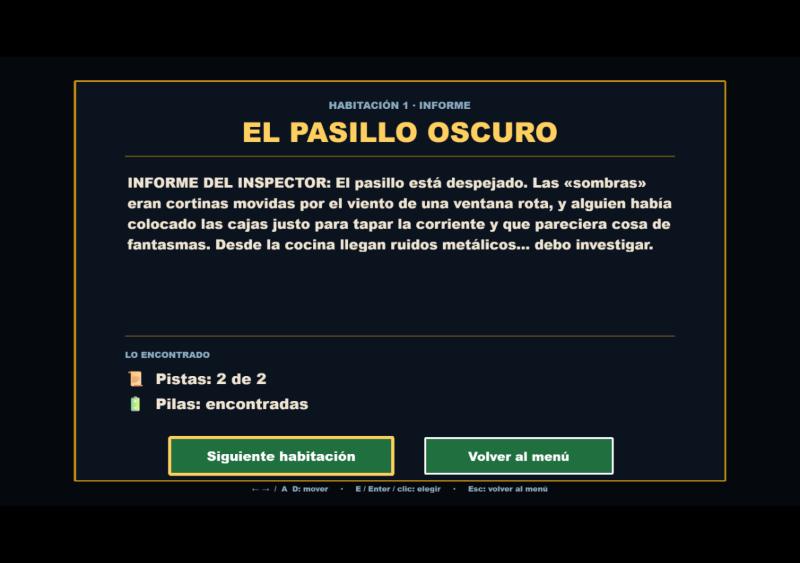 HABITACIÓN 1 · INFORME
EL PASILLO OSCURO
INFORME DEL INSPECTOR: El pasillo está despejado. Las «sombras»
eran cortinas movidas por el viento de una ventana rota, y alguien había
colocado las cajas justo para tapar la corriente y que pareciera cosa de
fantasmas. Desde la cocina llegan ruidos metálicos... debo investigar.
LO ENCONTRADO
Pistas: 2 de 2
Pilas: encontradas
Siguiente habitación
Volver al menú
←→ / A D: mover · E / Enter / clic: elegir · Esc: volver al menú